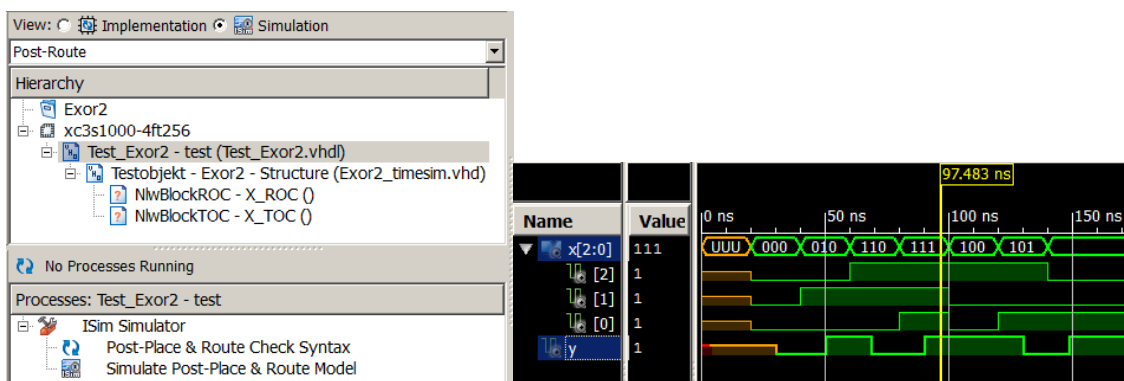 View: Implementation Simulation
Post-Route
Hierarchy
Exor2
xc3s1000-4ft256
Test_Exor2 - test (Test_Exor2.vhdl)
Testobjekt - Exor2 - Structure (Exor2_timesim.vhd)
NlwBlockROC - X_ROC ()
NlwBlockTOC - X_TOC ()
No Processes Running
Processes: Test_Exor2 - test
ISim Simulator
Post-Place & Route Check Syntax
Simulate Post-Place & Route Model
97.483 ns
Name Value 0 ns 50 ns 100 ns 150 ns
x[2:0] 111 UUU 000 010 110 111 100 101
[2] 1
[1] 1
[0] 1
y 1